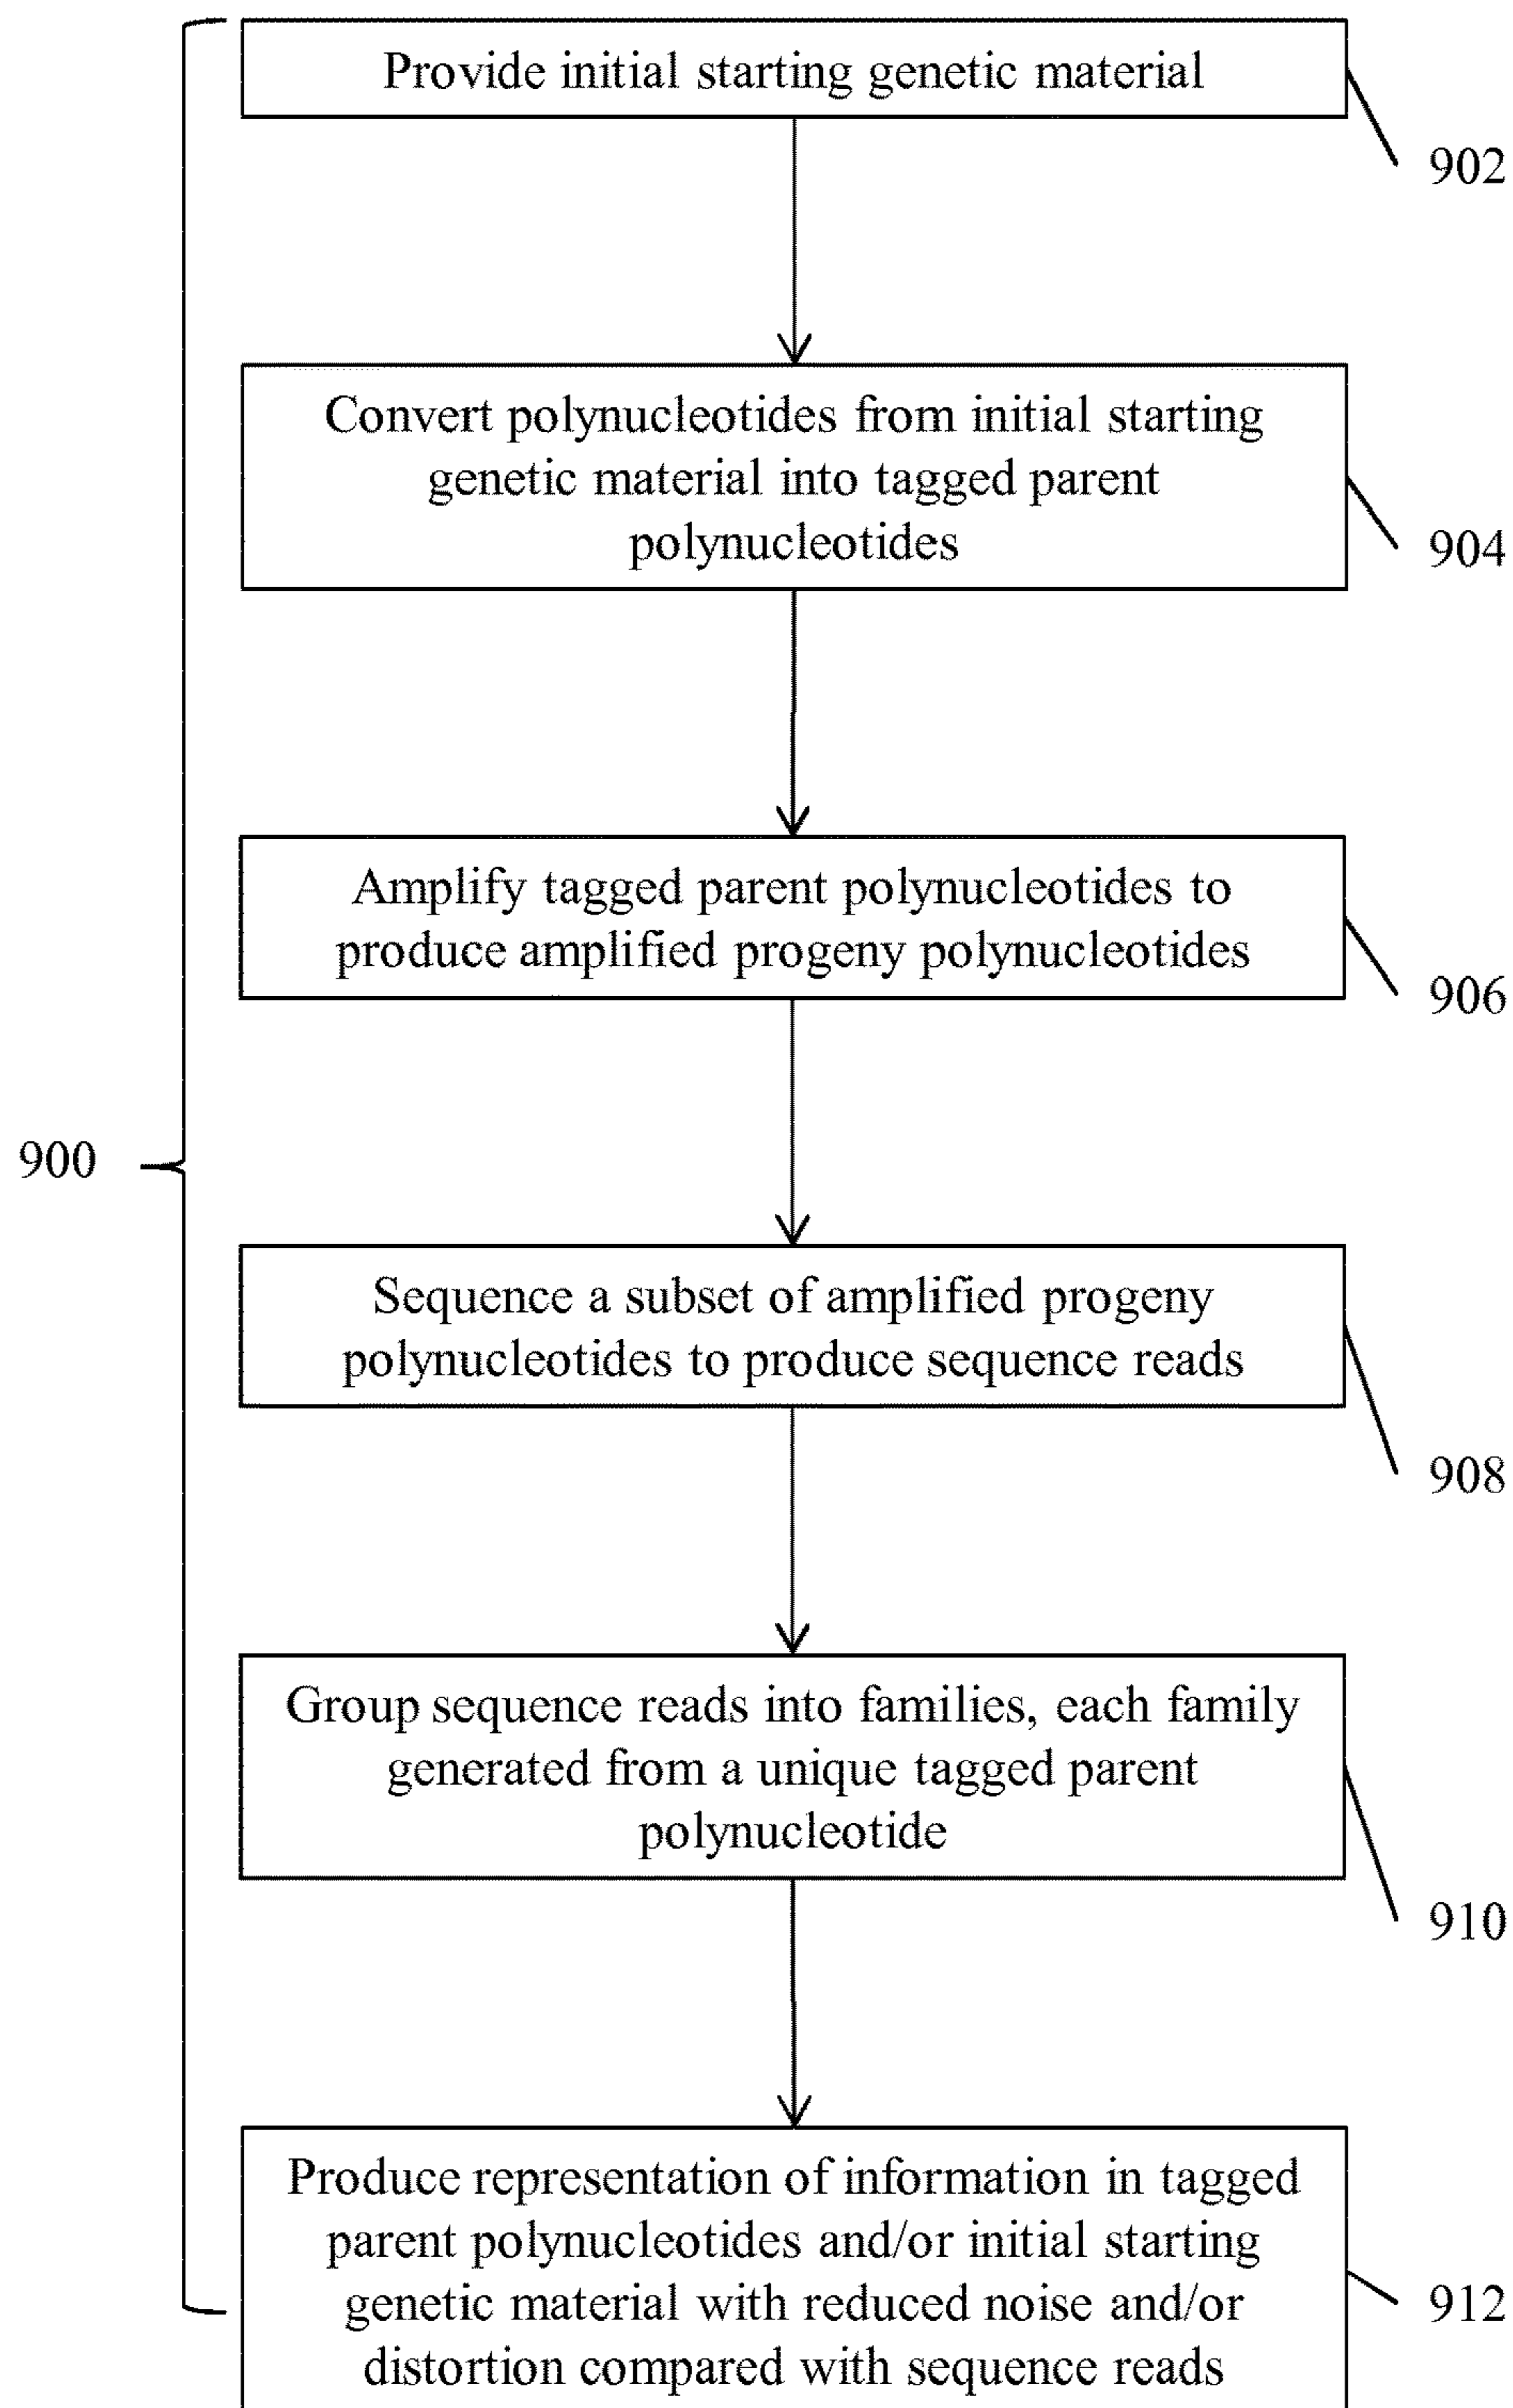 Provide initial starting genetic material
902
Convert polynucleotides from initial starting
genetic material into tagged parent
polynucleotides
904
Amplify tagged parent polynucleotides to
produce amplified progeny polynucleotides
906
900
Sequence a subset of amplified progeny
polynucleotides to produce sequence reads
908
Group sequence reads into families, each family
generated from a unique tagged parent
polynucleotide
910
Produce representation of information in tagged
parent polynucleotides and/or initial starting
genetic material with reduced noise and/or
distortion compared with sequence reads
912